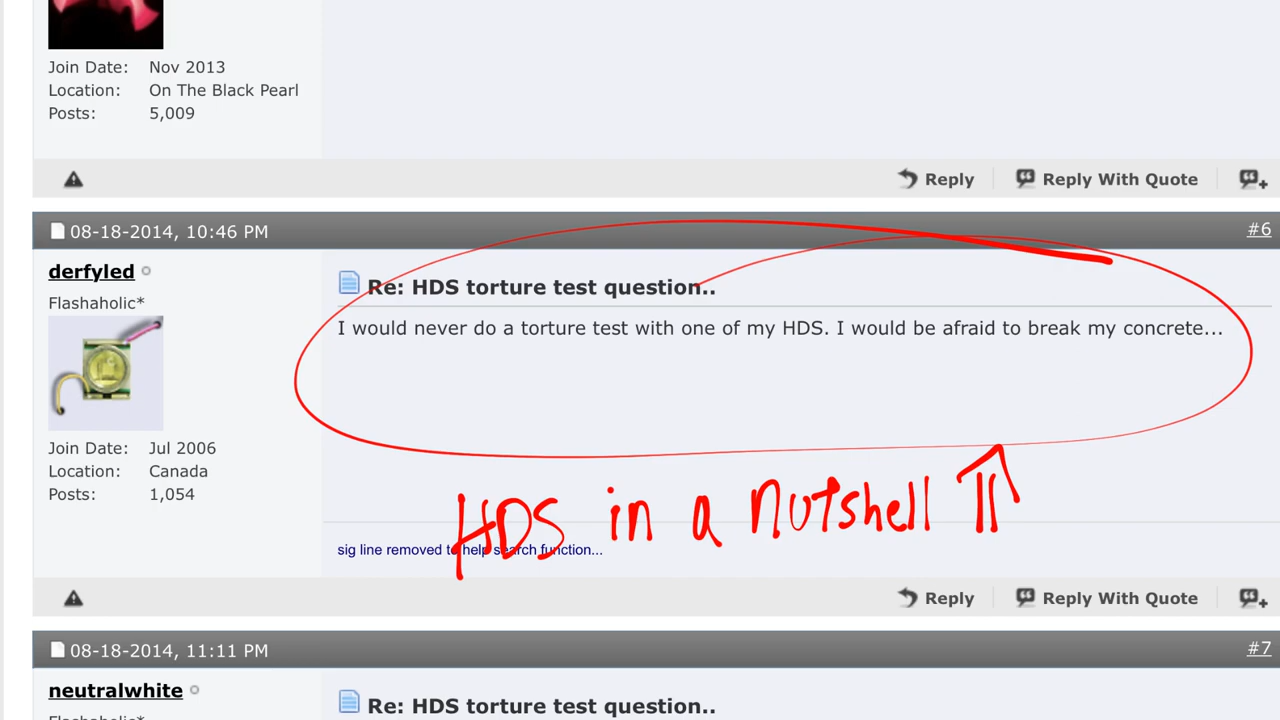 Join Date: Nov 2013
Location: On The Black Pearl
Posts: 5,009
Reply Reply With Quote
08-18-2014, 10:46 PM #6
derfyled
Flashaholic*
Re: HDS torture test question..
I would never do a torture test with one of my HDS. I would be afraid to break my concrete...
Join Date: Jul 2006
Location: Canada
Posts: 1,054
HDS in a nutshell
sig line removed to help search function...
Reply Reply With Quote
08-18-2014, 11:11 PM #7
neutralwhite
Re: HDS torture test question..
Flashaholic*